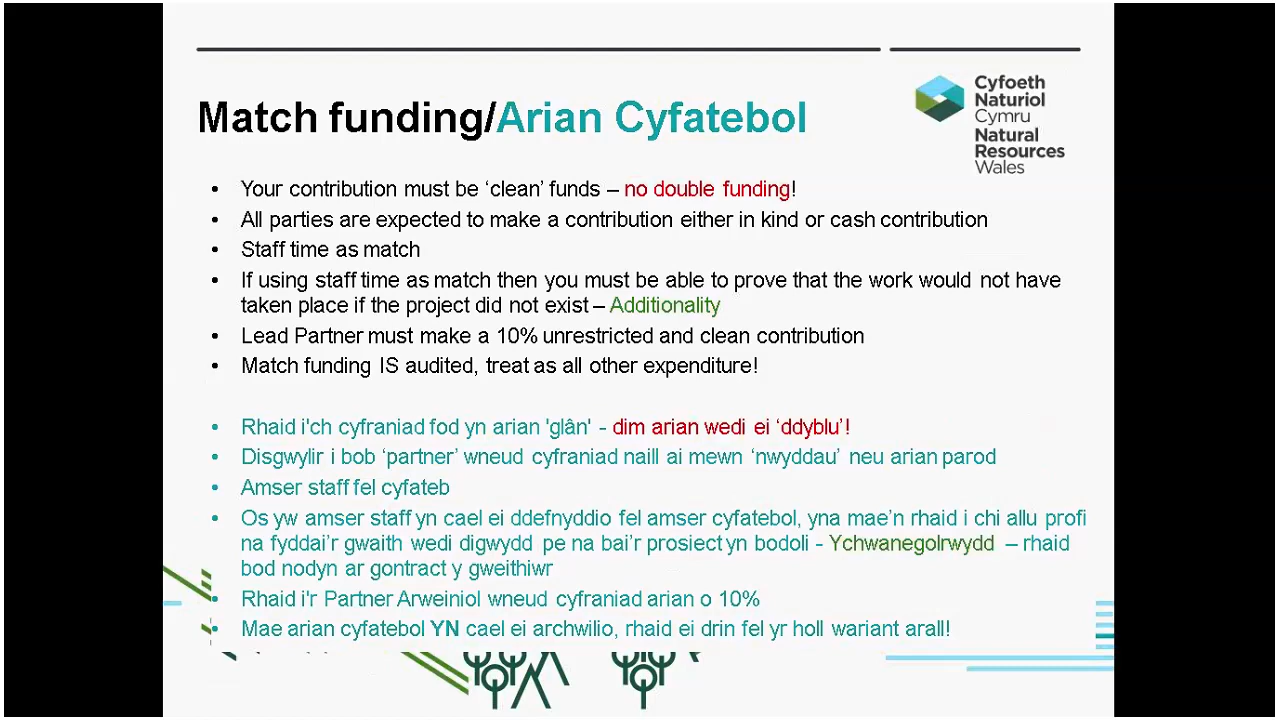 Match funding/Arian Cyfatebol
Cyfoeth
Naturiol
Cymru
Natural
Resources
Wales
• Your contribution must be ‘clean’ funds – no double funding!
• All parties are expected to make a contribution either in kind or cash contribution
• Staff time as match
• If using staff time as match then you must be able to prove that the work would not have
taken place if the project did not exist – Additionality
• Lead Partner must make a 10% unrestricted and clean contribution
• Match funding IS audited, treat as all other expenditure!
• Rhaid i'ch cyfraniad fod yn arian 'glân' - dim arian wedi ei ‘ddyblu’!
• Disgwylir i bob ‘partner’ wneud cyfraniad naill ai mewn ‘nwyddau’ neu arian parod
• Amser staff fel cyfateb
• Os yw amser staff yn cael ei ddefnyddio fel amser cyfatebol, yna mae’n rhaid i chi allu profi
na fyddai’r gwaith wedi digwydd pe na bai’r prosiect yn bodoli - Ychwanegolrwydd – rhaid
bod nodyn ar gontract y gweithiwr
• Rhaid i'r Partner Arweiniol wneud cyfraniad arian o 10%
• Mae arian cyfatebol YN cael ei archwilio, rhaid ei drin fel yr holl wariant arall!